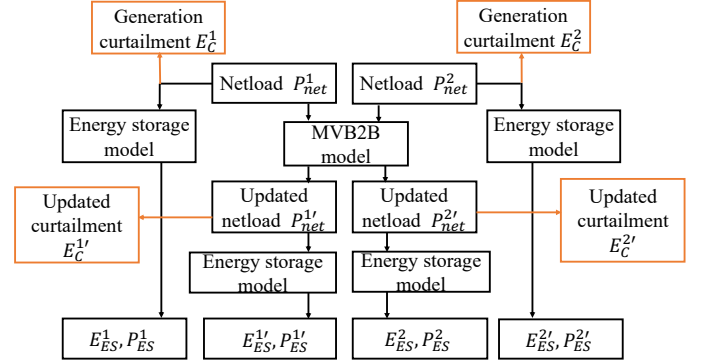 Generation
curtailment $E_C^1$
Generation
curtailment $E_C^2$
Netload $P_{net}^1$
Netload $P_{net}^2$
Energy storage
model
MVB2B
model
Energy storage
model
Updated
curtailment
$E_C^{1\prime}$
Updated
netload $P_{net}^{1\prime}$
Updated
netload $P_{net}^{2\prime}$
Updated
curtailment
$E_C^{2\prime}$
Energy storage
model
Energy storage
model
$E_{ES}^1, P_{ES}^1$
$E_{ES}^{1\prime}, P_{ES}^{1\prime}$
$E_{ES}^2, P_{ES}^2$
$E_{ES}^{2\prime}, P_{ES}^{2\prime}$